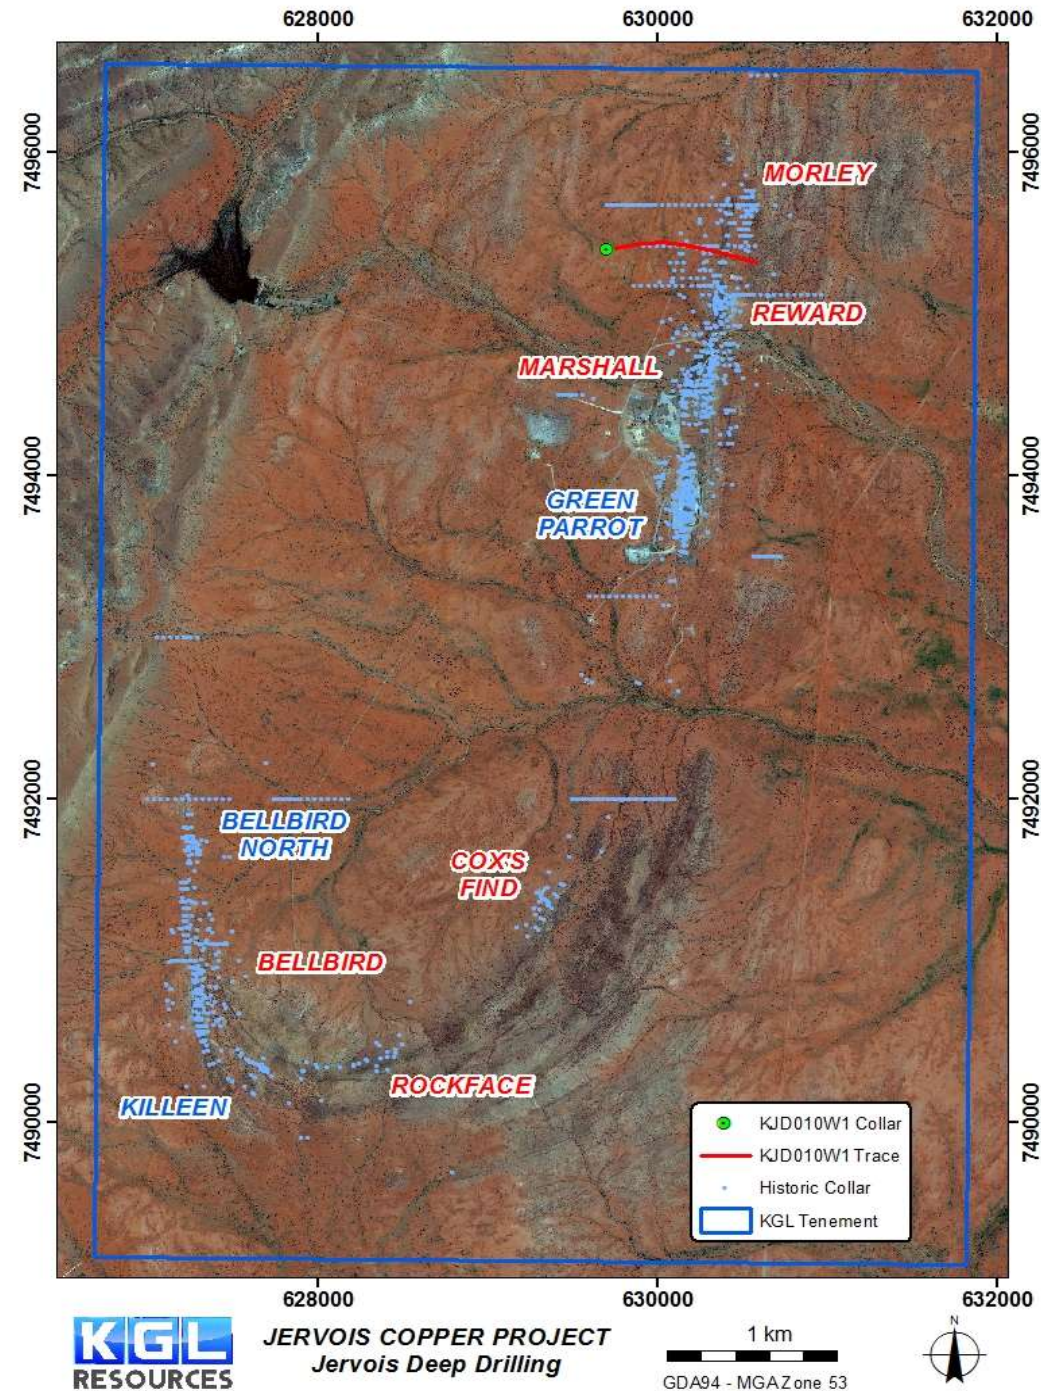 628000
630000
632000
7496000
7496000
MORLEY
REWARD
MARSHALL
7494000
7494000
GREEN
PARROT
7492000
7492000
BELLBIRD
NORTH
COX'S
FIND
BELLBIRD
ROCKFACE
KILLEEN
7490000
7490000
KJD010W1 Collar
KJD010W1 Trace
Historic Collar
KGL Tenement
628000
630000
632000
KGL
RESOURCES
JERVOIS COPPER PROJECT
Jervois Deep Drilling
1 km
GDA94 - MGA Zone 53
N